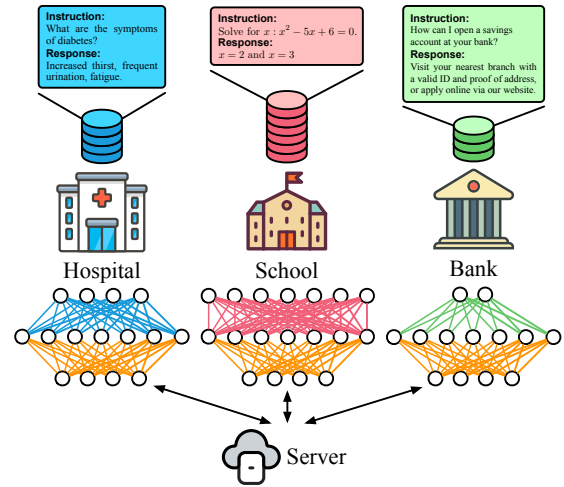 Instruction:
What are the symptoms
of diabetes?
Response:
Increased thirst, frequent
urination, fatigue.
Instruction:
Solve for x : x² − 5x + 6 = 0.
Response:
x = 2 and x = 3
Instruction:
How can I open a savings
account at your bank?
Response:
Visit your nearest branch with
a valid ID and proof of address,
or apply online via our website.
Hospital
School
Bank
Server